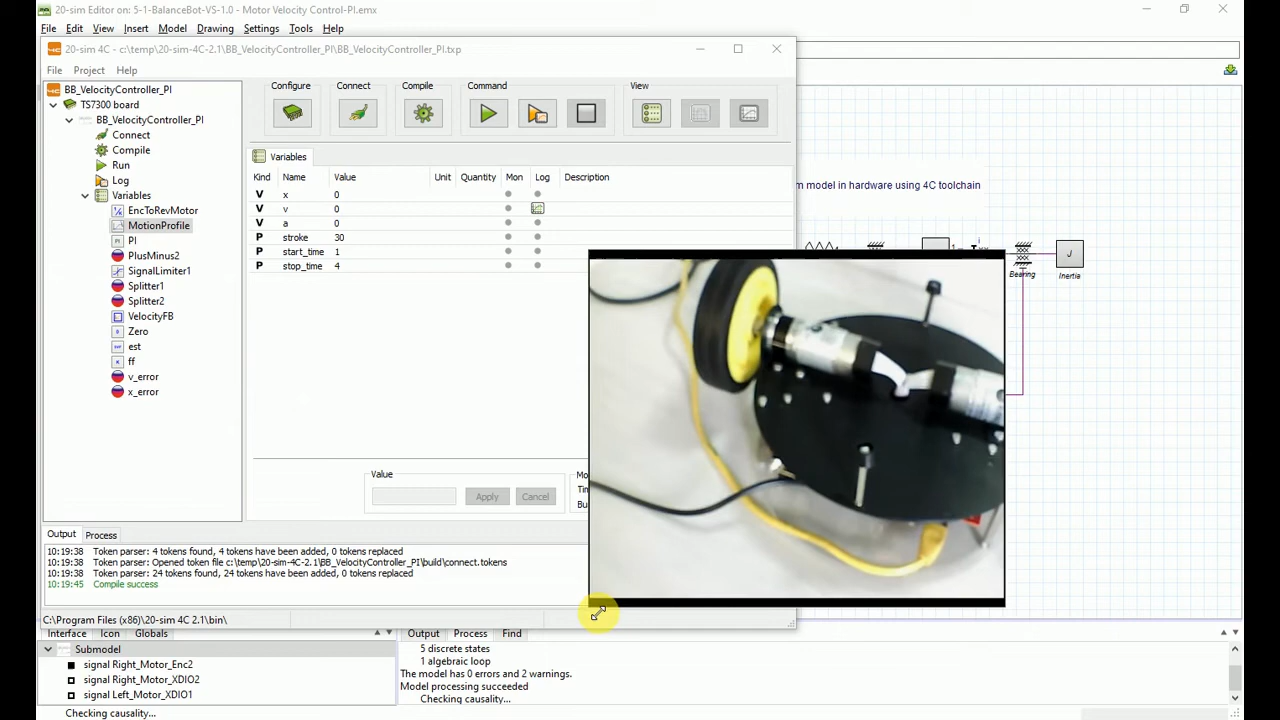 20-sim Editor on: 5-1-BalanceBot-VS-1.0 - Motor Velocity Control-PI.emx
File Edit View Insert Model Drawing Settings Tools Help
20-sim 4C - c:\temp\20-sim-4C-2.1\BB_VelocityController_PI\BB_VelocityController_PI.txp
File Project Help
BB_VelocityController_PI
TS7300 board
BB_VelocityController_PI
Connect
Compile
Run
Log
Variables
EncToRevMotor
MotionProfile
PI
PlusMinus2
SignalLimiter1
Splitter1
Splitter2
VelocityFB
Zero
est
ff
v_error
x_error
Configure Connect Compile Command View
Variables
Kind Name Value Unit Quantity Mon Log Description
V x 0
V v 0
V a 0
P stroke 30
P start_time 1
P stop_time 4
Value
Apply Cancel
m model in hardware using 4C toolchain
Bearing
J
Inertia
Output Process
10:19:38 Token parser: 4 tokens found, 4 tokens have been added, 0 tokens replaced
10:19:38 Opened token file c:\temp\20-sim-4C-2.1\BB_VelocityController_PI\build\connect.tokens
10:19:38 Token parser: 24 tokens found, 24 tokens have been added, 0 tokens replaced
10:19:45 Compile success
C:\Program Files (x86)\20-sim 4C 2.1\bin\
Interface Icon Globals
Submodel
signal Right_Motor_Enc2
signal Right_Motor_XDIO2
signal Left_Motor_XDIO1
Output Process Find
5 discrete states
1 algebraic loop
The model has 0 errors and 2 warnings.
Model processing succeeded
Checking causality...
Checking causality...